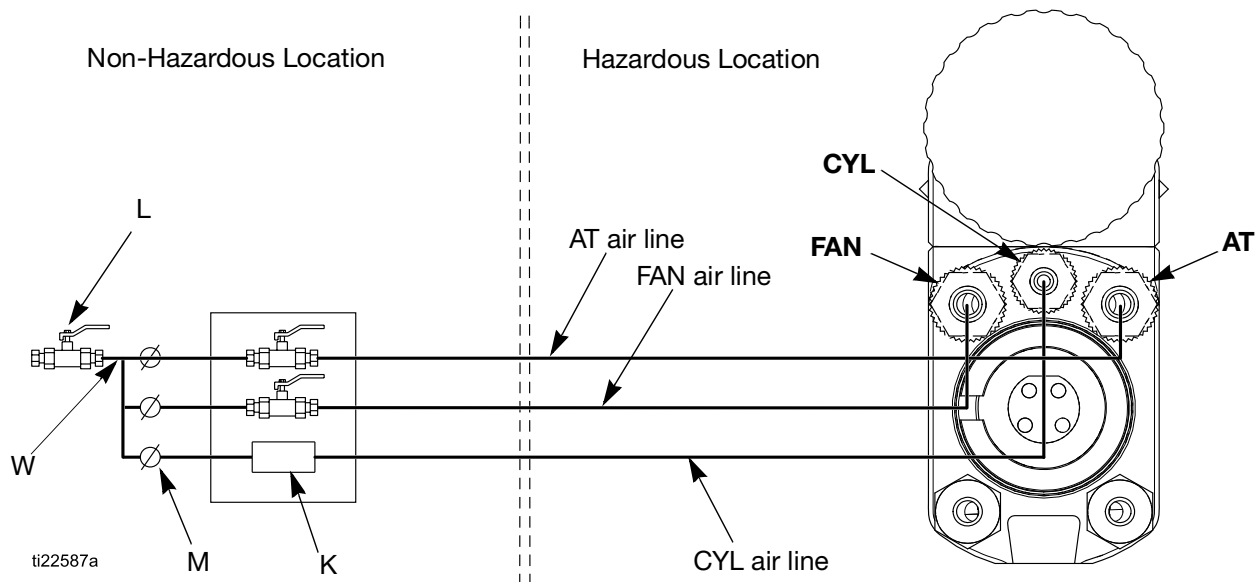 Non-Hazardous Location
Hazardous Location
CYL
L
AT air line
FAN
AT
FAN air line
W
ti22587a
M
K
CYL air line